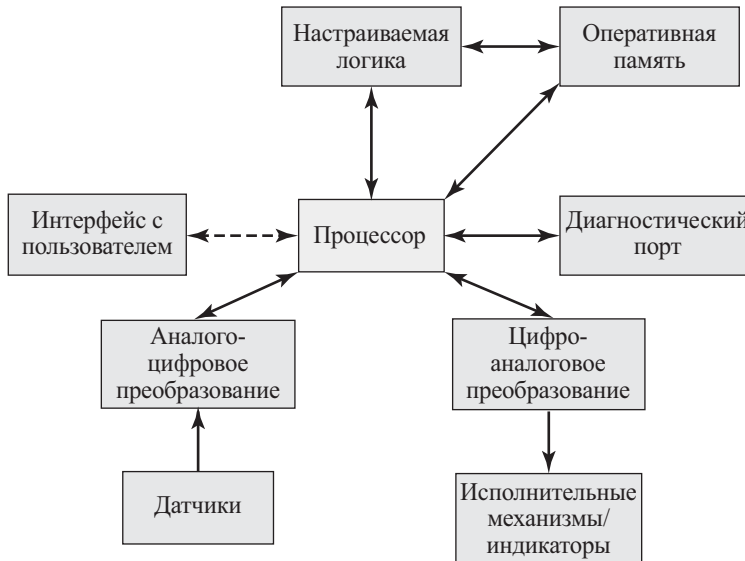 Настраиваемая
логика
Оперативная
память
Интерфейс с
пользователем
Процессор
Диагностический
порт
Аналого-
цифровое
преобразование
Цифро-
аналоговое
преобразование
Датчики
Исполнительные
механизмы/
индикаторы